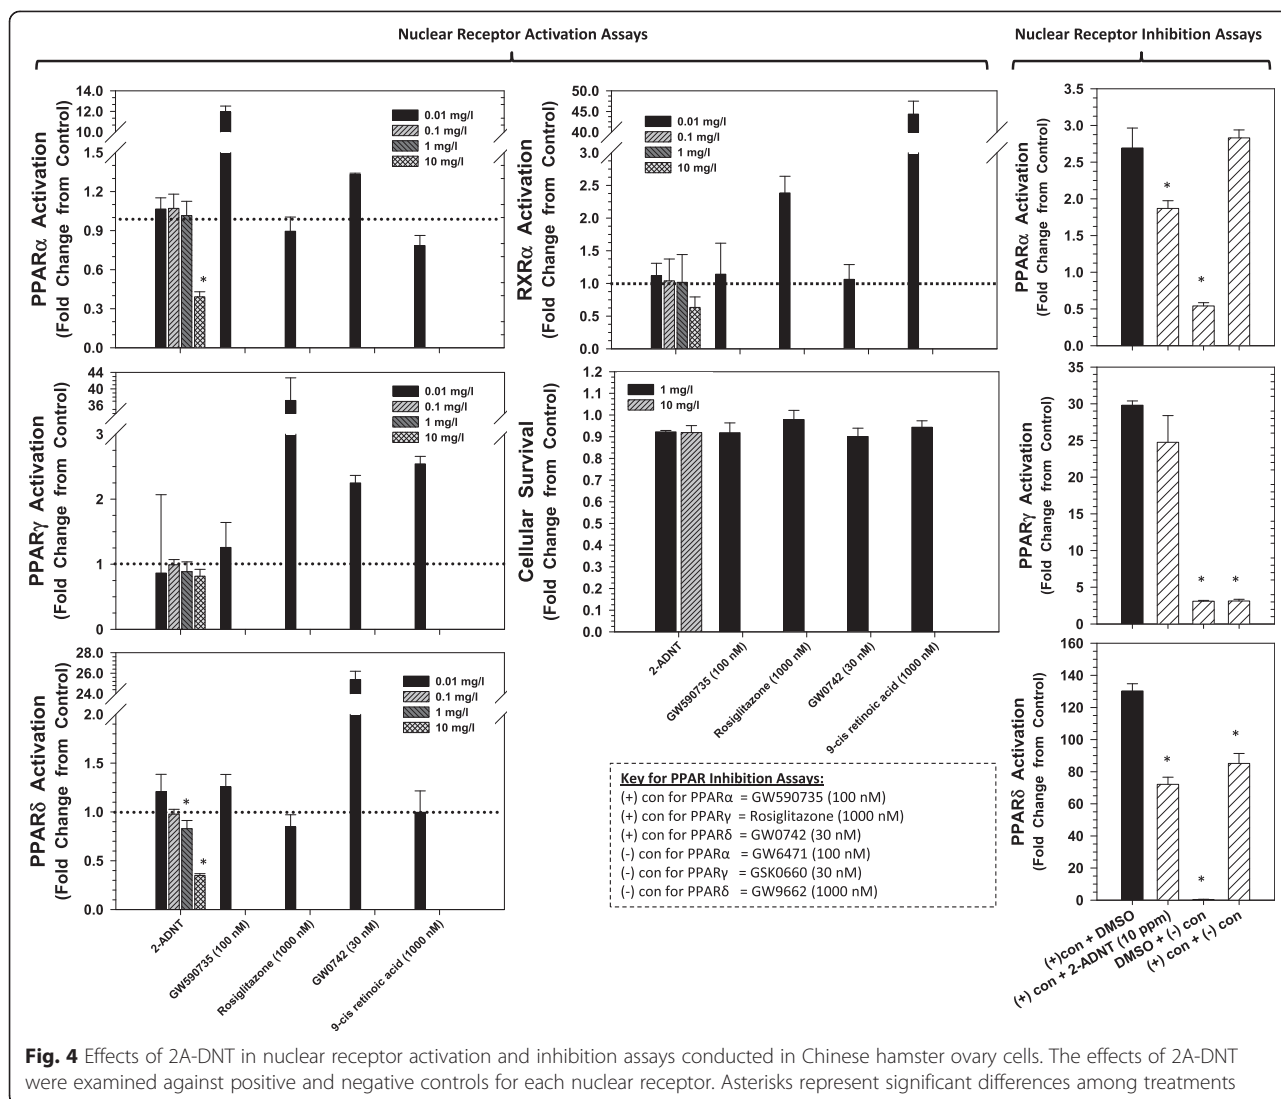 Nuclear Receptor Activation Assays
Nuclear Receptor Inhibition Assays
PPARα Activation
(Fold Change from Control)
14.0
12.0
10.0
1.5
1.2
0.9
0.6
0.3
0.0
0.01 mg/l
0.1 mg/l
1 mg/l
10 mg/l
*
RXRα Activation
(Fold Change from Control)
50.0
45.0
40.0
3.0
2.5
2.0
1.5
1.0
0.5
0.0
0.01 mg/l
0.1 mg/l
1 mg/l
10 mg/l
PPARα Activation
(Fold Change from Control)
3.5
3.0
2.5
2.0
1.5
1.0
0.5
0.0
*
*
PPARγ Activation
(Fold Change from Control)
44
40
36
3
2
1
0
0.01 mg/l
0.1 mg/l
1 mg/l
10 mg/l
Cellular Survival
(Fold Change from Control)
1.2
1.1
1.0
0.9
0.8
0.7
0.6
0.5
0.4
0.3
0.2
0.1
0.0
1 mg/l
10 mg/l
2-ADNT
GW590735 (100 nM)
Rosiglitazone (1000 nM)
GW0742 (30 nM)
9-cis retinoic acid (1000 nM)
PPARγ Activation
(Fold Change from Control)
35
30
25
20
15
10
5
0
*
*
PPARδ Activation
(Fold Change from Control)
28.0
24.0
2.0
1.5
1.0
0.5
0.0
0.01 mg/l
0.1 mg/l
1 mg/l
10 mg/l
*
*
2-ADNT
GW590735 (100 nM)
Rosiglitazone (1000 nM)
GW0742 (30 nM)
9-cis retinoic acid (1000 nM)
Key for PPAR Inhibition Assays:
(+) con for PPARα = GW590735 (100 nM)
(+) con for PPARγ = Rosiglitazone (1000 nM)
(+) con for PPARδ = GW0742 (30 nM)
(-) con for PPARα = GW6471 (100 nM)
(-) con for PPARγ = GSK0660 (30 nM)
(-) con for PPARδ = GW9662 (1000 nM)
PPARδ Activation
(Fold Change from Control)
160
140
120
100
80
60
40
20
0
*
*
*
(+)con + DMSO
(+) con + 2-ADNT (10 ppm)
DMSO + (-) con
(+) con + (-) con
Fig. 4 Effects of 2A-DNT in nuclear receptor activation and inhibition assays conducted in Chinese hamster ovary cells. The effects of 2A-DNT
were examined against positive and negative controls for each nuclear receptor. Asterisks represent significant differences among treatments